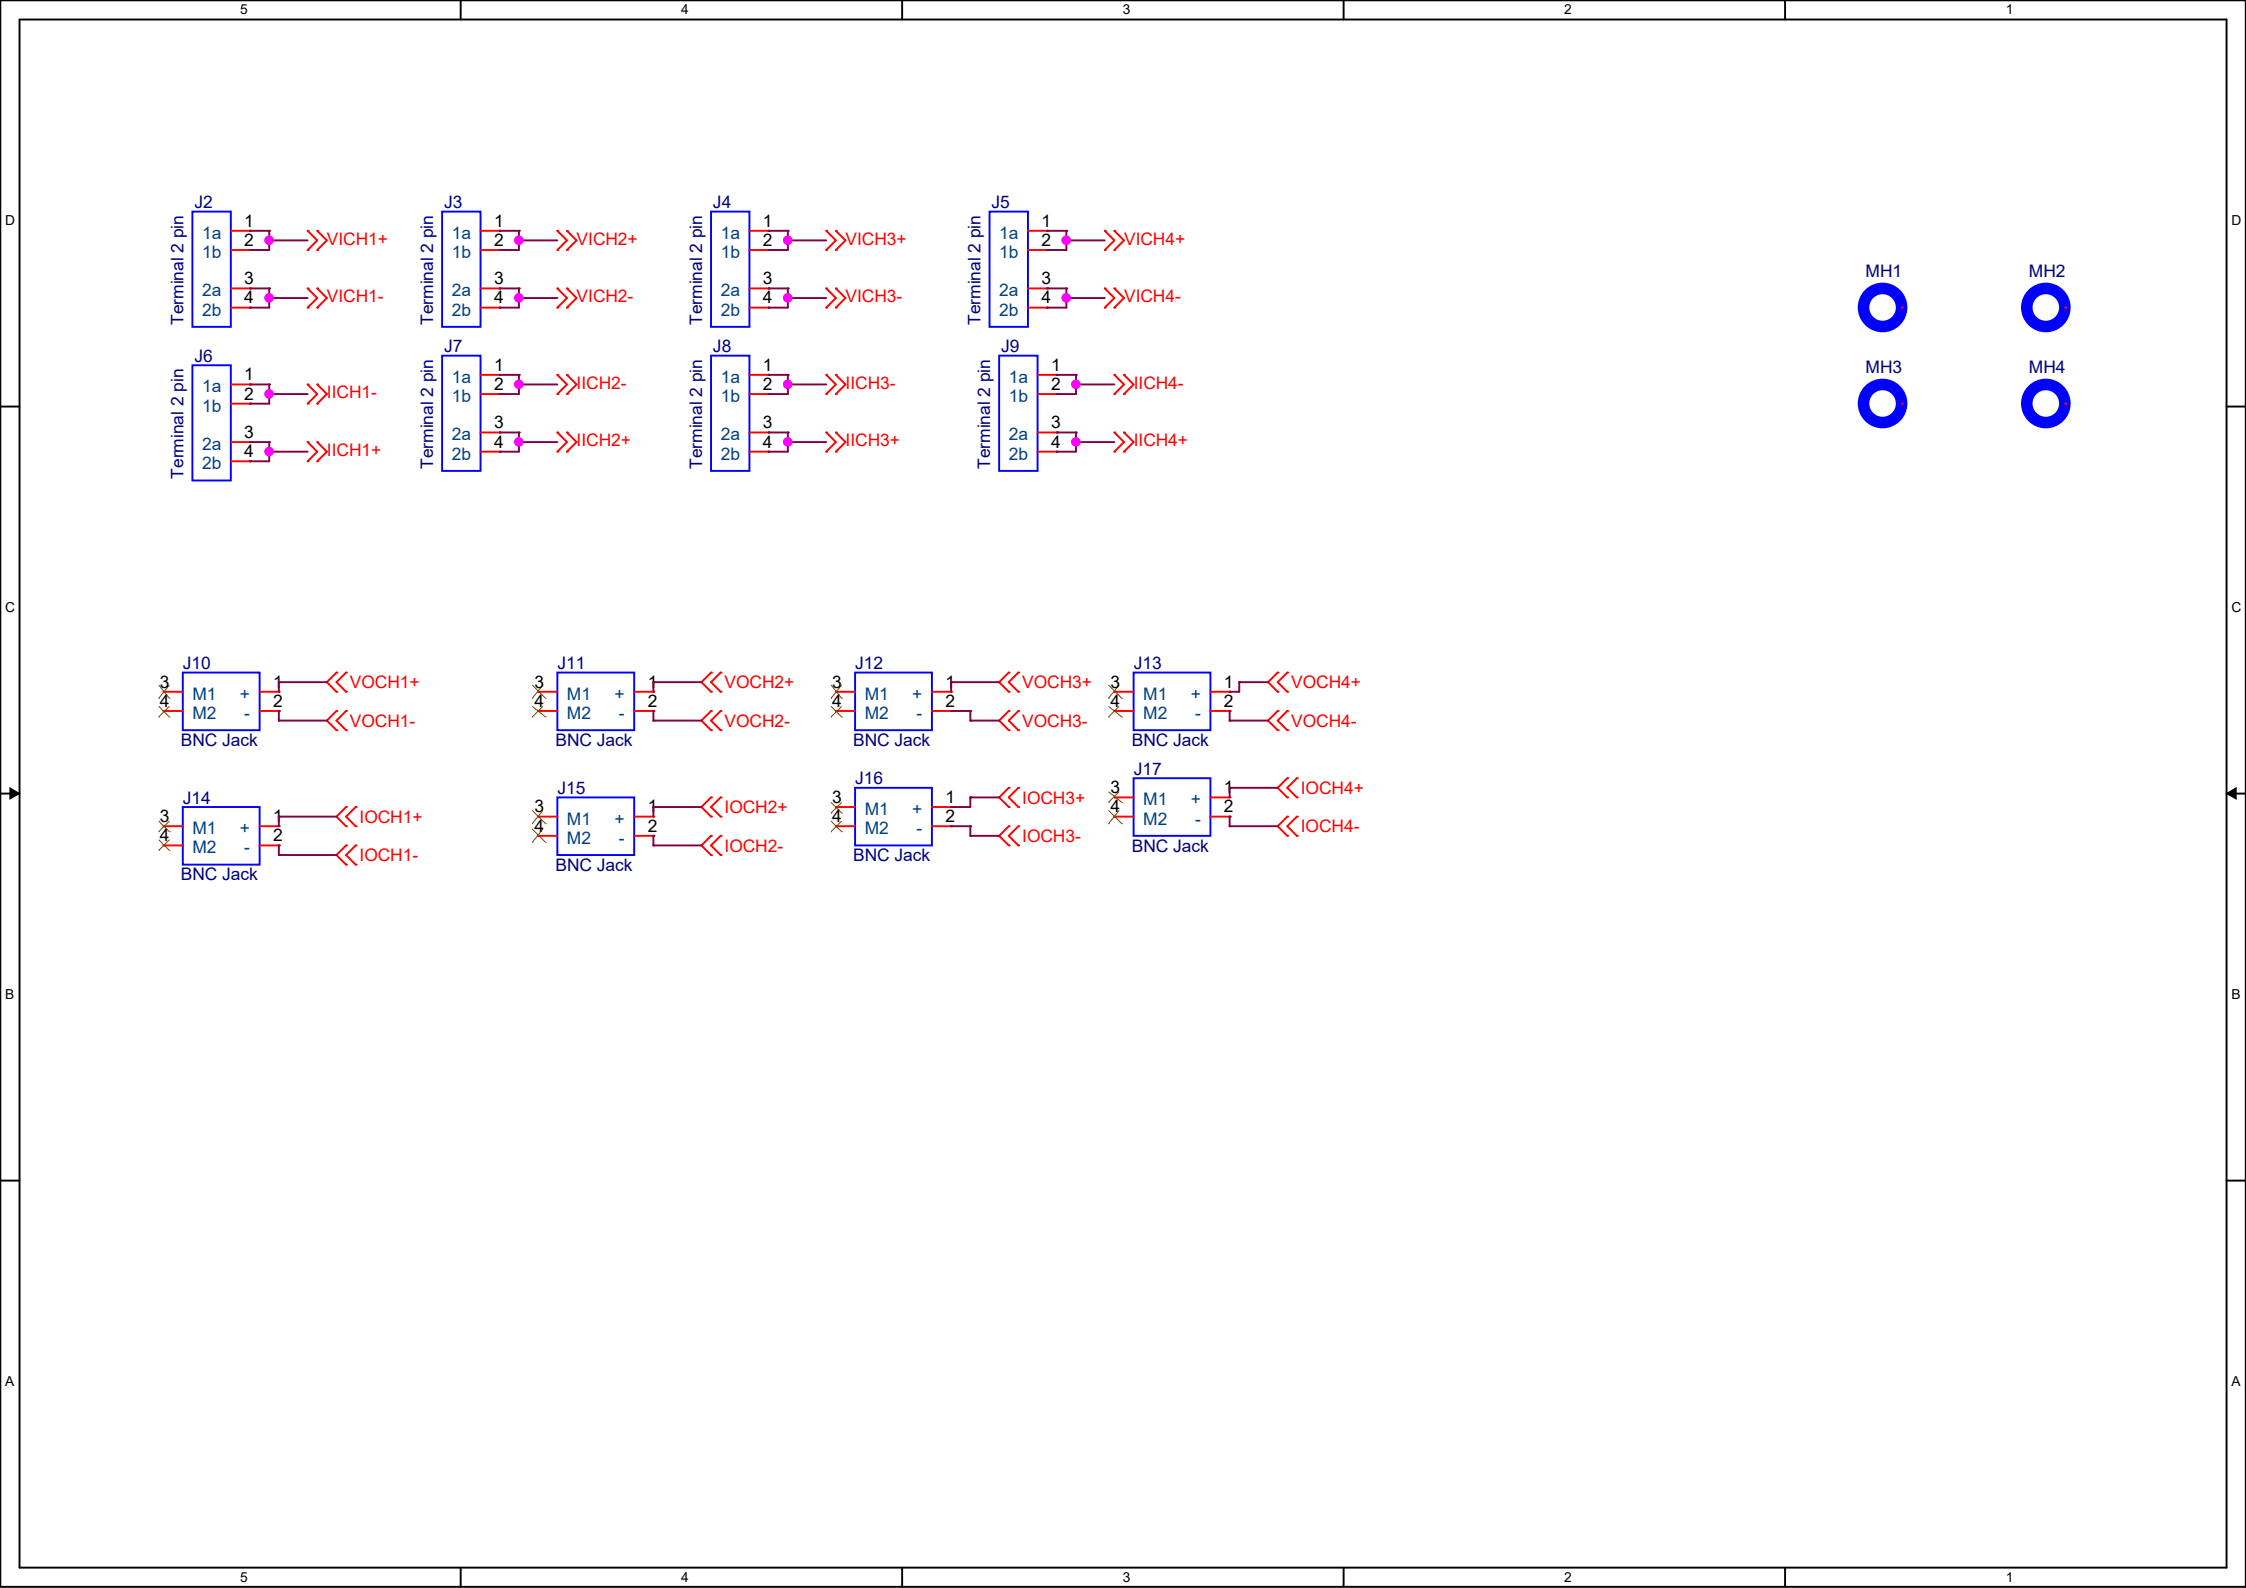 5 4 3 2 1
D D
J2 J3 J4 J5
Terminal 2 pin 1a 1b 2a 2b 1 2 3 4 VICH1+ VICH1-
Terminal 2 pin 1a 1b 2a 2b 1 2 3 4 VICH2+ VICH2-
Terminal 2 pin 1a 1b 2a 2b 1 2 3 4 VICH3+ VICH3-
Terminal 2 pin 1a 1b 2a 2b 1 2 3 4 VICH4+ VICH4-
MH1 MH2
MH3 MH4
J6 J7 J8 J9
Terminal 2 pin 1a 1b 2a 2b 1 2 3 4 IICH1- IICH1+
Terminal 2 pin 1a 1b 2a 2b 1 2 3 4 IICH2- IICH2+
Terminal 2 pin 1a 1b 2a 2b 1 2 3 4 IICH3- IICH3+
Terminal 2 pin 1a 1b 2a 2b 1 2 3 4 IICH4- IICH4+
C C
J10 J11 J12 J13
3 4 M1 + M2 - 1 2 VOCH1+ VOCH1-
BNC Jack
3 4 M1 + M2 - 1 2 VOCH2+ VOCH2-
BNC Jack
3 4 M1 + M2 - 1 2 VOCH3+ VOCH3-
BNC Jack
3 4 M1 + M2 - 1 2 VOCH4+ VOCH4-
BNC Jack
J14 J15 J16 J17
3 4 M1 + M2 - 1 2 IOCH1+ IOCH1-
BNC Jack
3 4 M1 + M2 - 1 2 IOCH2+ IOCH2-
BNC Jack
3 4 M1 + M2 - 1 2 IOCH3+ IOCH3-
BNC Jack
3 4 M1 + M2 - 1 2 IOCH4+ IOCH4-
BNC Jack
B B
A A
5 4 3 2 1